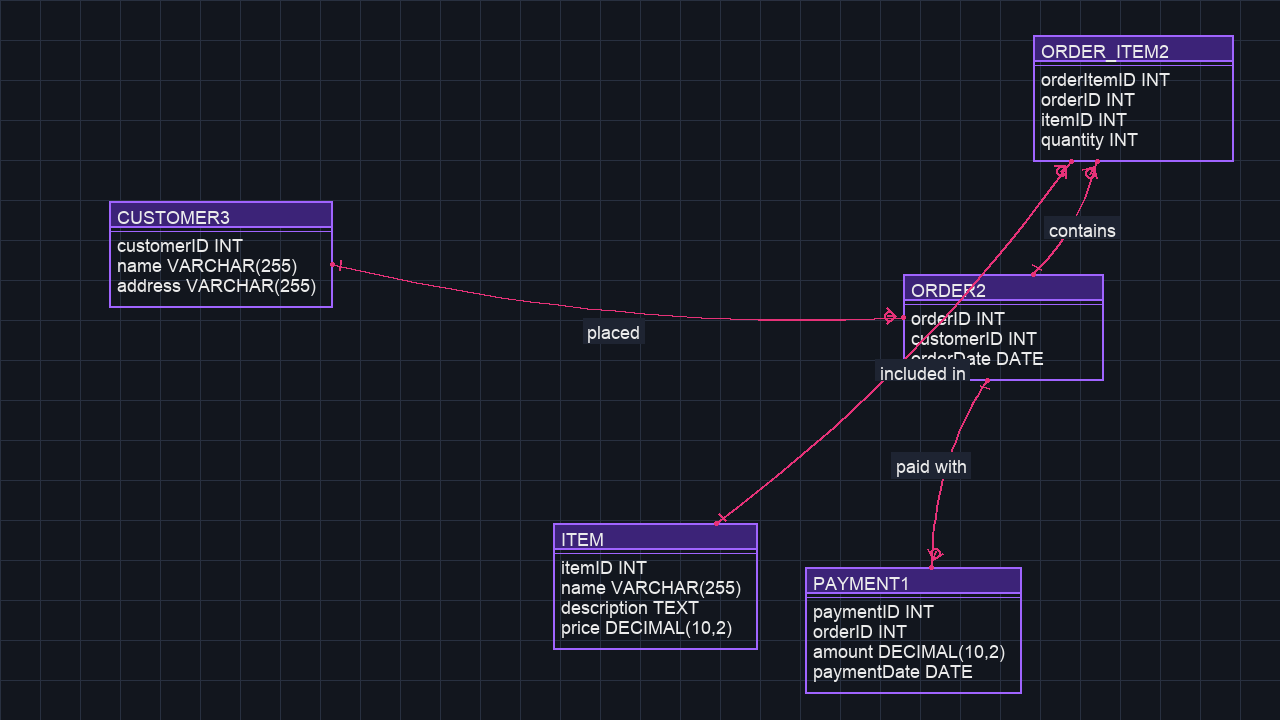 ORDER_ITEM2
orderItemID INT
orderID INT
itemID INT
quantity INT
CUSTOMER3
customerID INT
name VARCHAR(255)
address VARCHAR(255)
contains
ORDER2
orderID INT
customerID INT
orderDate DATE
placed
included in
paid with
ITEM
itemID INT
name VARCHAR(255)
description TEXT
price DECIMAL(10,2)
PAYMENT1
paymentID INT
orderID INT
amount DECIMAL(10,2)
paymentDate DATE